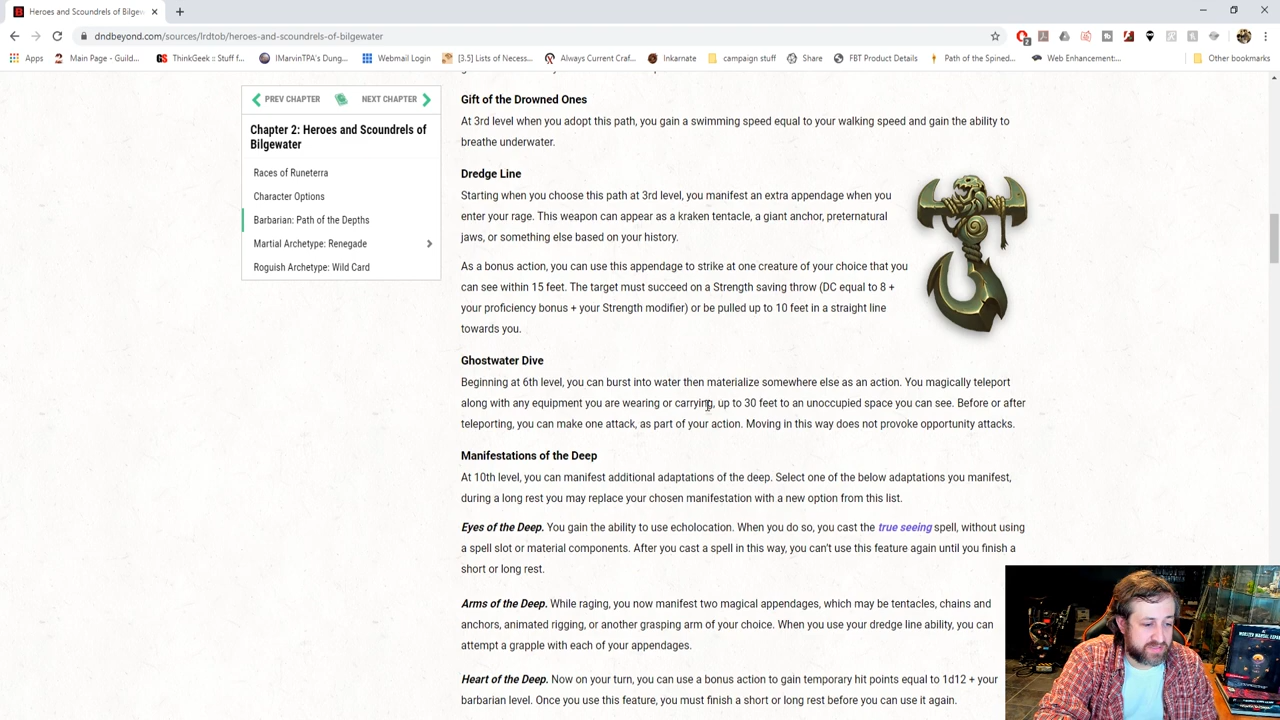 Heroes and Scoundrels of Bilgew
dndbeyond.com/sources/lrdtob/heroes-and-scoundrels-of-bilgewater
Apps
Main Page - Guild...
ThinkGeek :: Stuff f...
IMarvinTPA's Dung...
Webmail Login
[3.5] Lists of Necess...
Always Current Craf...
Inkarnate
campaign stuff
Share
FBT Product Details
Path of the Spined...
Web Enhancement:...
Other bookmarks
PREV CHAPTER
NEXT CHAPTER
Chapter 2: Heroes and Scoundrels of
Bilgewater
Races of Runeterra
Character Options
Barbarian: Path of the Depths
Martial Archetype: Renegade
Roguish Archetype: Wild Card
Gift of the Drowned Ones
At 3rd level when you adopt this path, you gain a swimming speed equal to your walking speed and gain the ability to
breathe underwater.
Dredge Line
Starting when you choose this path at 3rd level, you manifest an extra appendage when you
enter your rage. This weapon can appear as a kraken tentacle, a giant anchor, preternatural
jaws, or something else based on your history.
As a bonus action, you can use this appendage to strike at one creature of your choice that you
can see within 15 feet. The target must succeed on a Strength saving throw (DC equal to 8 +
your proficiency bonus + your Strength modifier) or be pulled up to 10 feet in a straight line
towards you.
Ghostwater Dive
Beginning at 6th level, you can burst into water then materialize somewhere else as an action. You magically teleport
along with any equipment you are wearing or carrying, up to 30 feet to an unoccupied space you can see. Before or after
teleporting, you can make one attack, as part of your action. Moving in this way does not provoke opportunity attacks.
Manifestations of the Deep
At 10th level, you can manifest additional adaptations of the deep. Select one of the below adaptations you manifest,
during a long rest you may replace your chosen manifestation with a new option from this list.
Eyes of the Deep. You gain the ability to use echolocation. When you do so, you cast the true seeing spell, without using
a spell slot or material components. After you cast a spell in this way, you can't use this feature again until you finish a
short or long rest.
Arms of the Deep. While raging, you now manifest two magical appendages, which may be tentacles, chains and
anchors, animated rigging, or another grasping arm of your choice. When you use your dredge line ability, you can
attempt a grapple with each of your appendages.
Heart of the Deep. Now on your turn, you can use a bonus action to gain temporary hit points equal to 1d12 + your
barbarian level. Once you use this feature, you must finish a short or long rest before you can use it again.